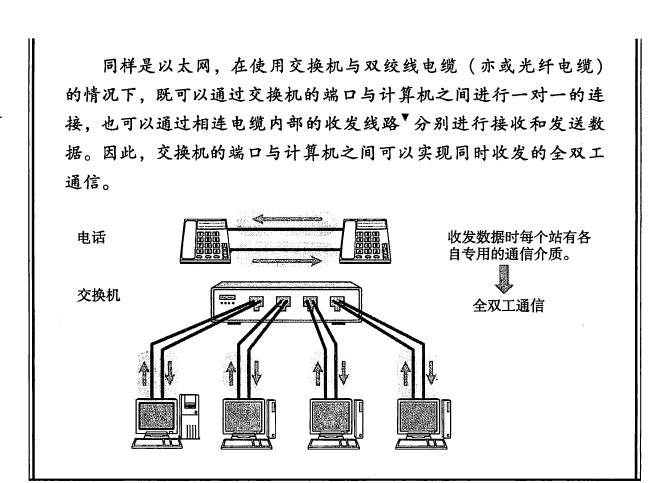 同样是以太网，在使用交换机与双绞线电缆（亦或光纤电缆）
的情况下，既可以通过交换机的端口与计算机之间进行一对一的连
接，也可以通过相连电缆内部的收发线路▼分别进行接收和发送数
据。因此，交换机的端口与计算机之间可以实现同时收发的全双工
通信。
电话
收发数据时每个站有各
自专用的通信介质。
交换机
全双工通信